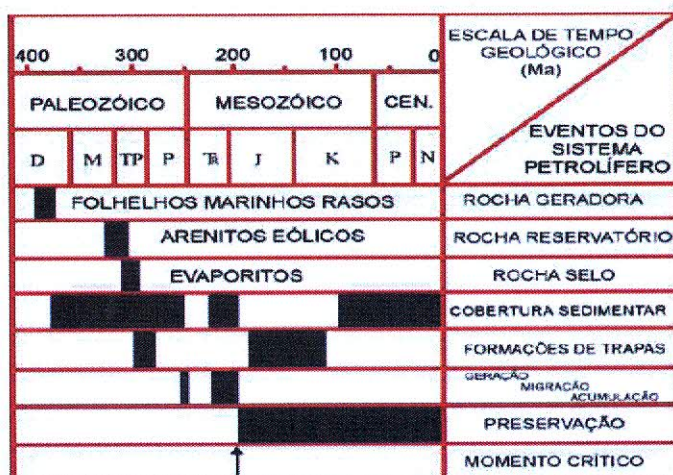 400 300 200 100 0
ESCALA DE TEMPO
GEOLÓGICO
(Ma)
PALEOZÓICO MESOZÓICO CEN.
EVENTOS DO
SISTEMA
PETROLÍFERO
D M TP P TR J K P N
FOLHELHOS MARINHOS RASOS ROCHA GERADORA
ARENITOS EÓLICOS ROCHA RESERVATÓRIO
EVAPORITOS ROCHA SELO
COBERTURA SEDIMENTAR
FORMAÇÕES DE TRAPAS
GERAÇÃO
MIGRAÇÃO
ACUMULAÇÃO
PRESERVAÇÃO
MOMENTO CRÍTICO